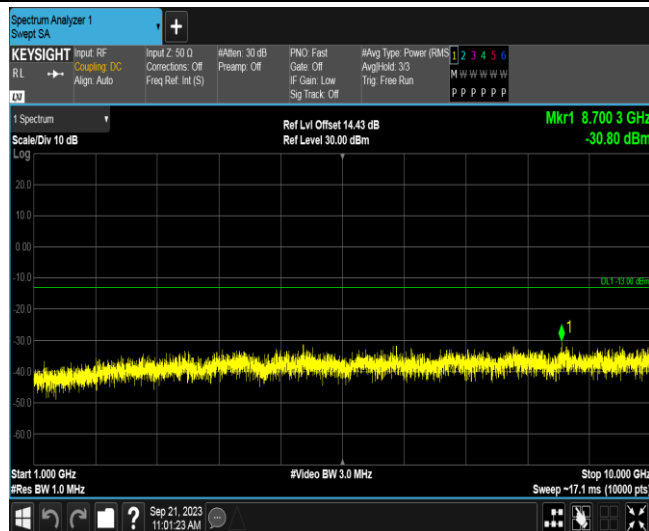 Spectrum Analyzer 1
Swept SA
+
KEYSIGHT
RL
LXI
Input: RF
Coupling: DC
Align: Auto
Input Z: 50 Ω
Corrections: Off
Freq Ref: Int (S)
#Atten: 30 dB
Preamp: Off
PNO: Fast
Gate: Off
IF Gain: Low
Sig Track: Off
#Avg Type: Power (RMS
Avg|Hold: 3/3
Trig: Free Run
1 2 3 4 5 6
M W W W W W
P P P P P P
1 Spectrum
Scale/Div 10 dB
Log
Ref Lvl Offset 14.43 dB
Ref Level 30.00 dBm
Mkr1 8.700 3 GHz
-30.80 dBm
20.0
10.0
0.00
-10.0
DL1 -13.00 dBm
-20.0
1
-30.0
-40.0
-50.0
-60.0
Start 1.000 GHz
#Res BW 1.0 MHz
#Video BW 3.0 MHz
Stop 10.000 GHz
Sweep ~17.1 ms (10000 pts)
?
Sep 21, 2023
11:01:23 AM